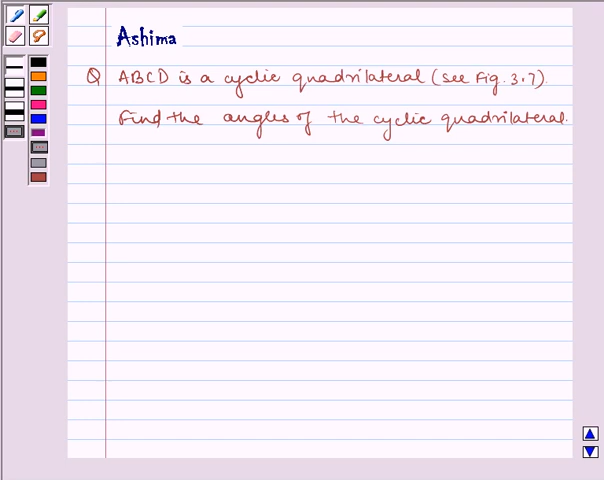 Ashima
Q ABCD is a cyclic quadrilateral (see Fig. 3.7).
Find the angles of the cyclic quadrilateral.